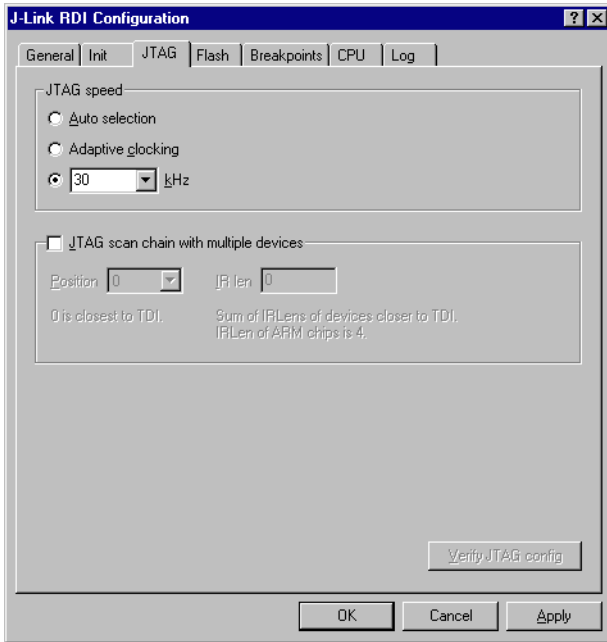 J-Link RDI Configuration
General Init JTAG Flash Breakpoints CPU Log
JTAG speed
Auto selection
Adaptive clocking
30 kHz
JTAG scan chain with multiple devices
Position 0 IR len 0
0 is closest to TDI. Sum of IRLens of devices closer to TDI.
IRLen of ARM chips is 4.
Verify JTAG config
OK Cancel Apply